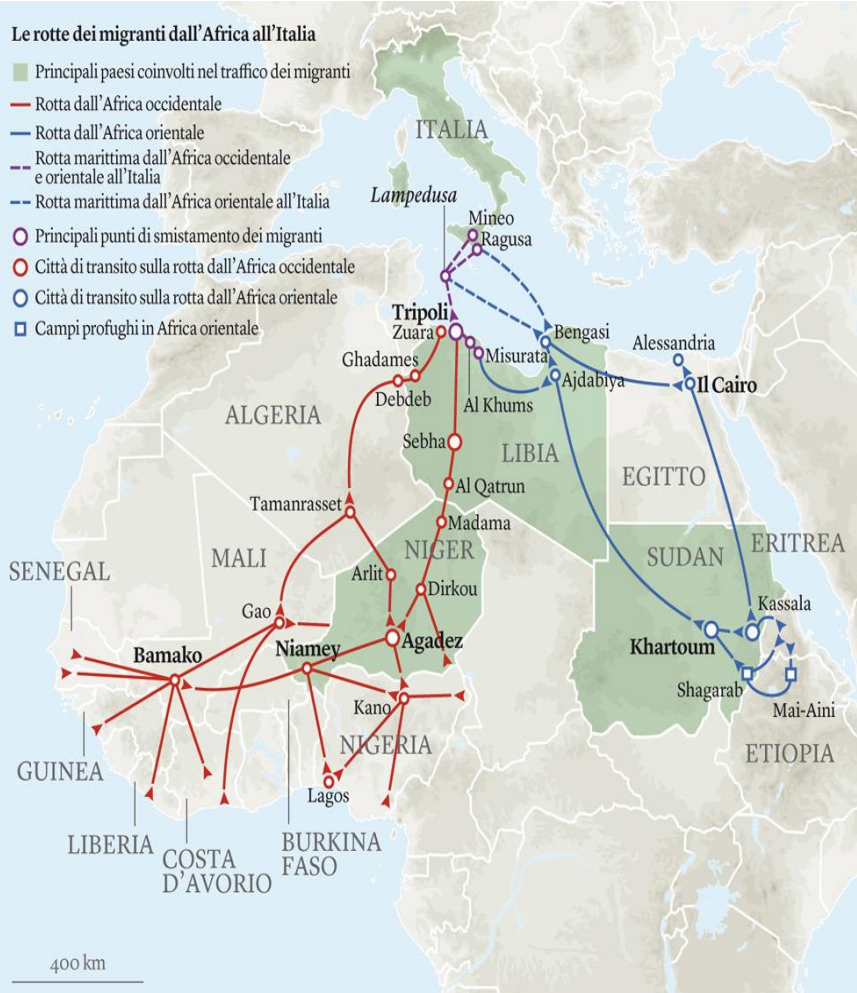 Le rotte dei migranti dall'Africa all'Italia
Principali paesi coinvolti nel traffico dei migranti
Rotta dall'Africa occidentale
Rotta dall'Africa orientale
Rotta marittima dall'Africa occidentale
e orientale all'Italia
Rotta marittima dall'Africa orientale all'Italia
Principali punti di smistamento dei migranti
Città di transito sulla rotta dall'Africa occidentale
Città di transito sulla rotta dall'Africa orientale
Campi profughi in Africa orientale
ITALIA
Lampedusa
Mineo
Ragusa
Tripoli
Zuara
Bengasi
Alessandria
Ghadames
Misurata
Debdeb
Ajdabiya
Il Cairo
Al Khums
ALGERIA
Sebha
LIBIA
EGITTO
Al Qatrun
Tamanrasset
Madama
MALI
NIGER
SUDAN
ERITREA
SENEGAL
Arlit
Dirkou
Gao
Kassala
Bamako
Niamey
Agadez
Khartoum
Shagarab
Kano
Mai-Aini
NIGERIA
ETIOPIA
GUINEA
Lagos
LIBERIA
COSTA
D'AVORIO
BURKINA
FASO
400 km